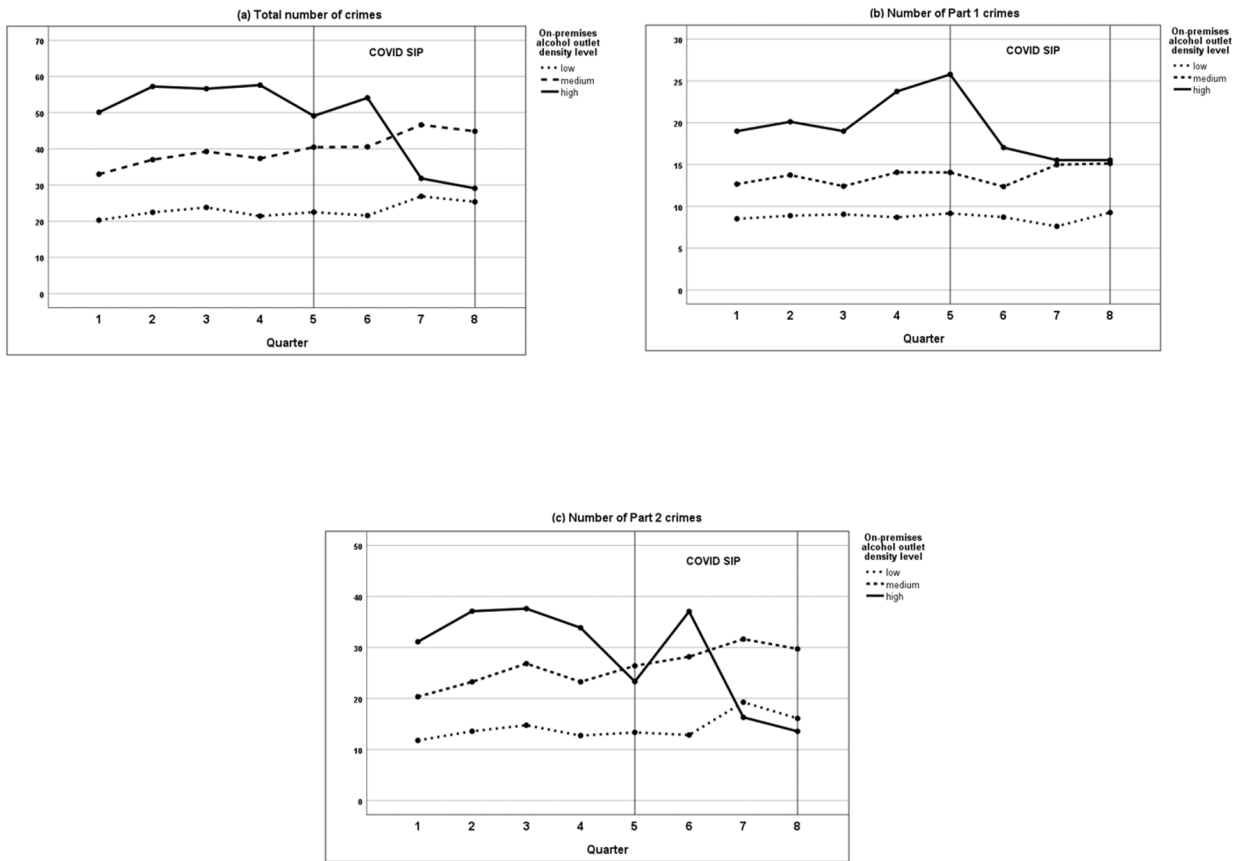 (a) Total number of crimes
On-premises
alcohol outlet
density level
low
medium
high
COVID SIP
70
60
50
40
30
20
10
0
1 2 3 4 5 6 7 8
Quarter
(b) Number of Part 1 crimes
On-premises
alcohol outlet
density level
low
medium
high
COVID SIP
30
25
20
15
10
5
0
1 2 3 4 5 6 7 8
Quarter
(c) Number of Part 2 crimes
On-premises
alcohol outlet
density level
low
medium
high
COVID SIP
50
40
30
20
10
0
1 2 3 4 5 6 7 8
Quarter